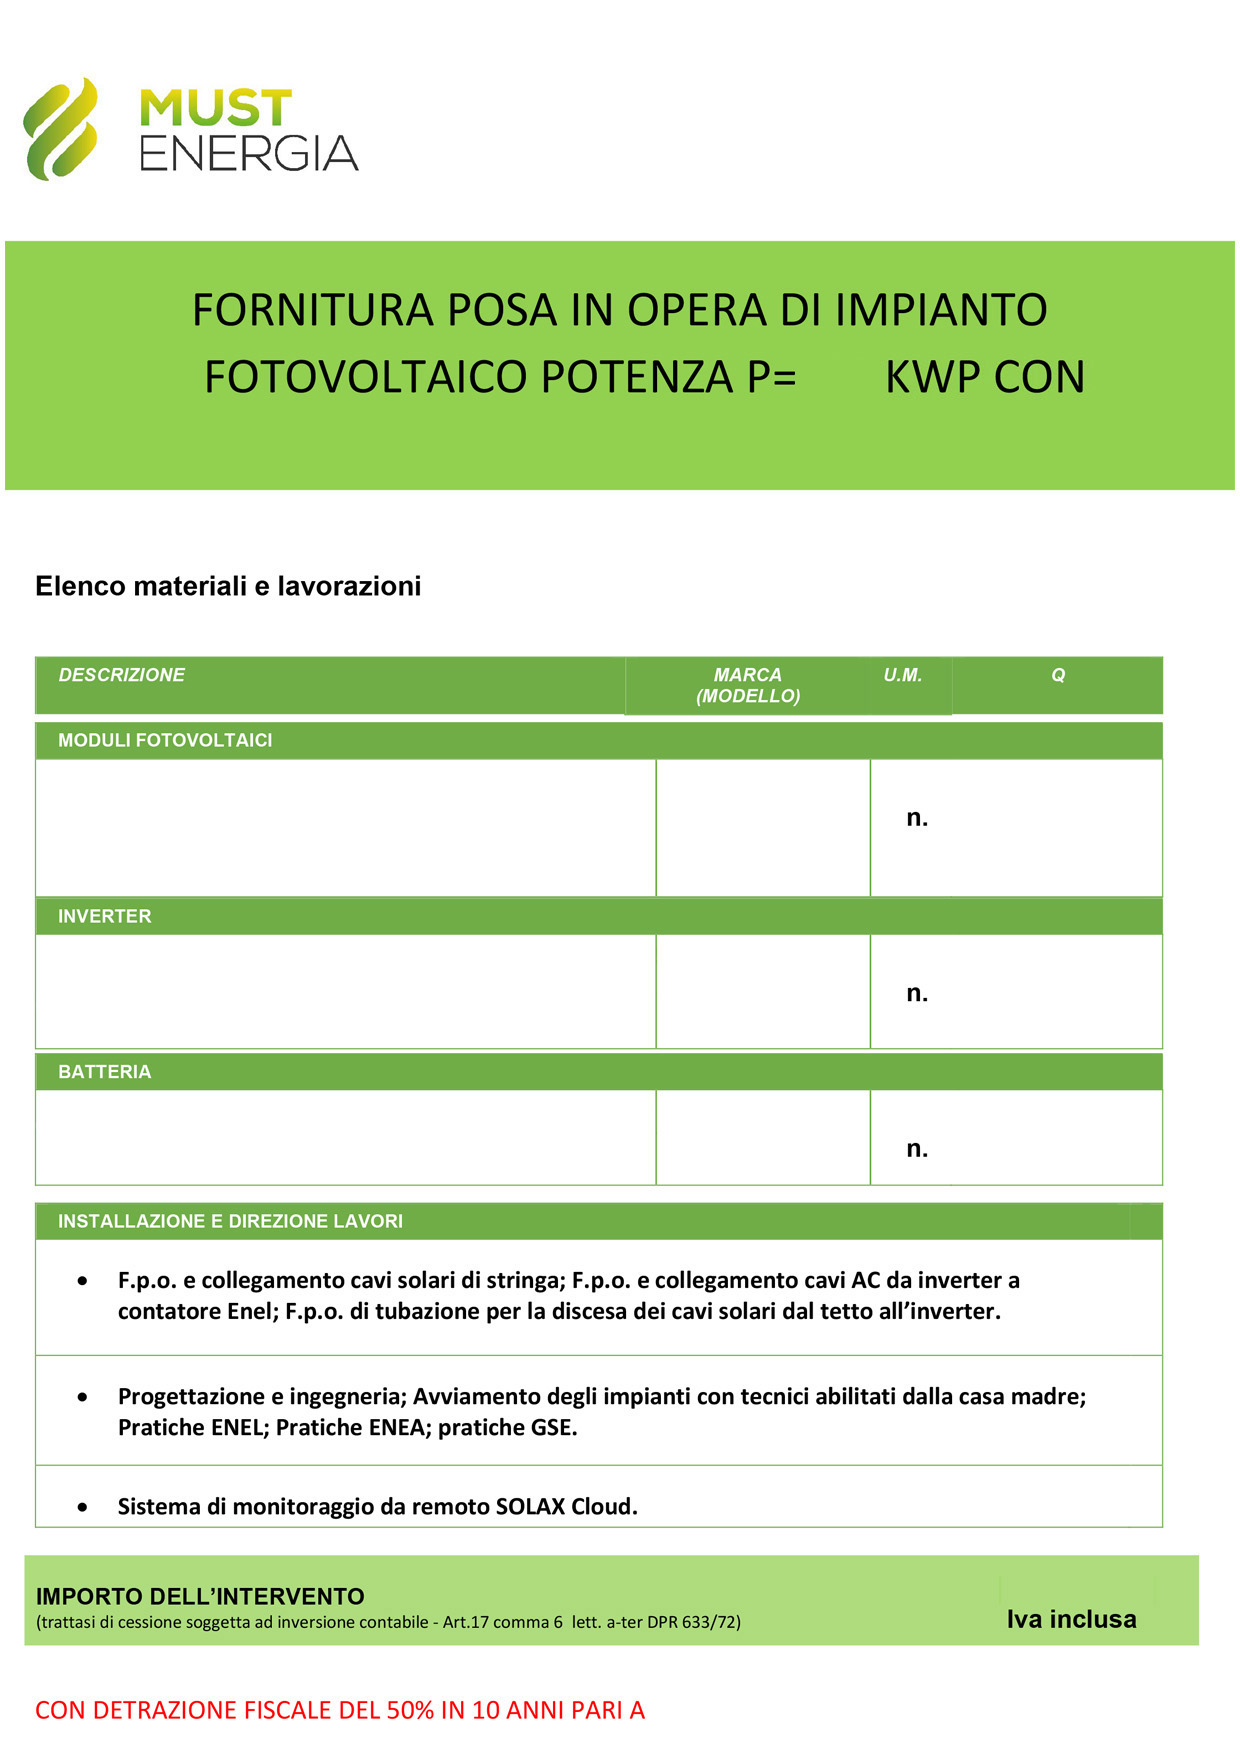 MUST
ENERGIA
FORNITURA POSA IN OPERA DI IMPIANTO
FOTOVOLTAICO POTENZA P= KWP CON
Elenco materiali e lavorazioni
DESCRIZIONE MARCA U.M. Q
(MODELLO)
MODULI FOTOVOLTAICI
n.
INVERTER
n.
BATTERIA
n.
INSTALLAZIONE E DIREZIONE LAVORI
• F.p.o. e collegamento cavi solari di stringa; F.p.o. e collegamento cavi AC da inverter a
contatore Enel; F.p.o. di tubazione per la discesa dei cavi solari dal tetto all’inverter.
• Progettazione e ingegneria; Avviamento degli impianti con tecnici abilitati dalla casa madre;
Pratiche ENEL; Pratiche ENEA; pratiche GSE.
• Sistema di monitoraggio da remoto SOLAX Cloud.
IMPORTO DELL’INTERVENTO
(trattasi di cessione soggetta ad inversione contabile - Art.17 comma 6 lett. a-ter DPR 633/72) Iva inclusa
CON DETRAZIONE FISCALE DEL 50% IN 10 ANNI PARI A